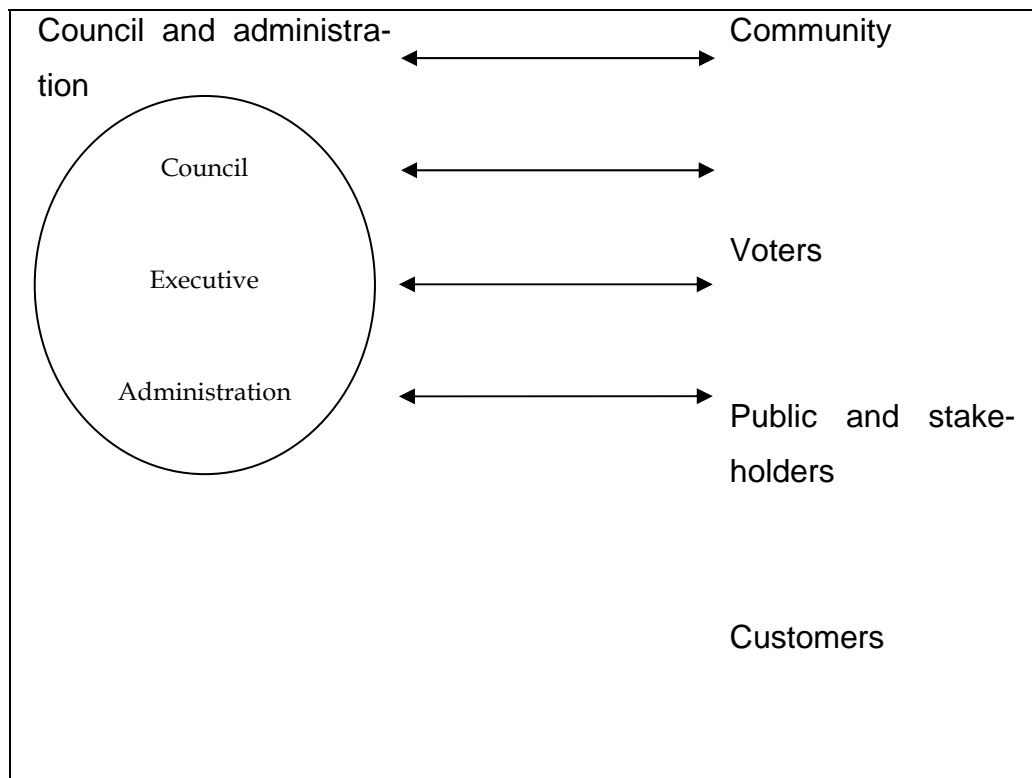 Council and administra-
tion
Community
Council
Executive
Voters
Administration
Public and stake-
holders
Customers